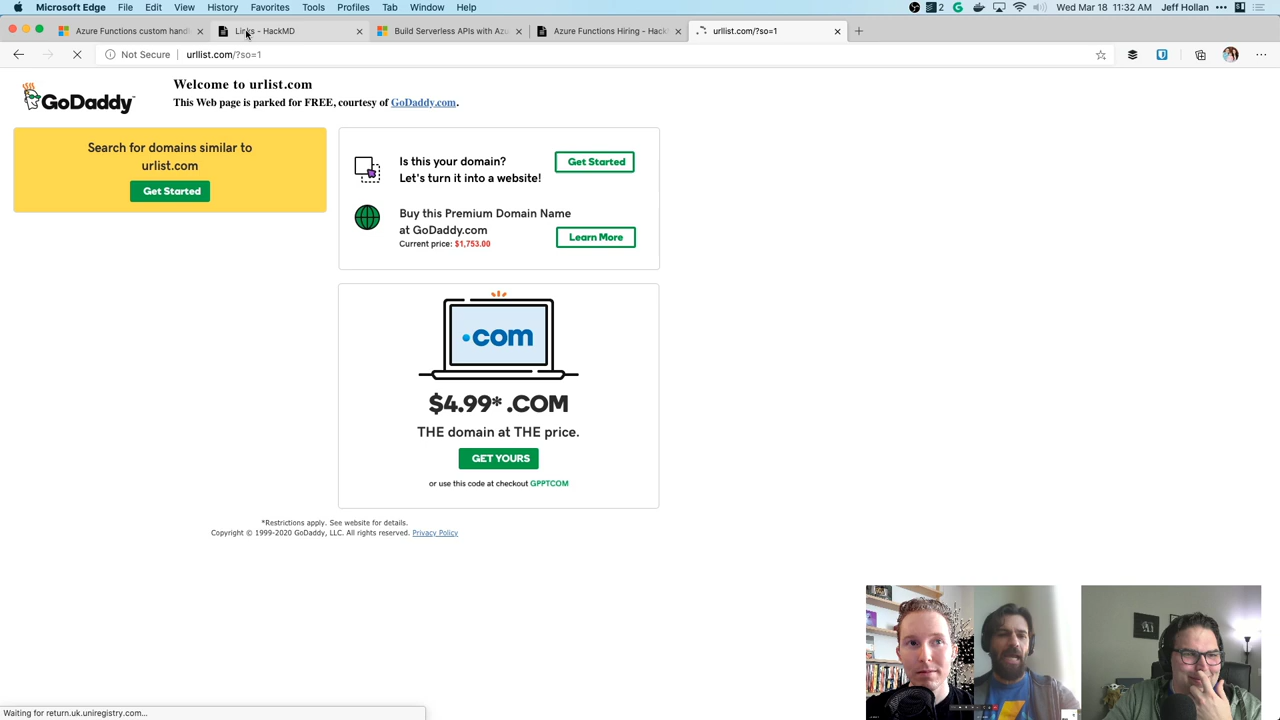 Microsoft Edge File Edit View History Favorites Tools Profiles Tab Window Help 2 Wed Mar 18 11:32 AM Jeff Hollan
Azure Functions custom handl Links - HackMD Build Serverless APIs with Azu Azure Functions Hiring - Hack urllist.com/?so=1
Not Secure urllist.com/?so=1
GoDaddy
Welcome to urlist.com
This Web page is parked for FREE, courtesy of GoDaddy.com.
Search for domains similar to
urlist.com
Get Started
Is this your domain?
Let's turn it into a website!
Get Started
Buy this Premium Domain Name
at GoDaddy.com
Current price: $1,753.00
Learn More
.com
$4.99* .COM
THE domain at THE price.
GET YOURS
or use this code at checkout GPPTCOM
*Restrictions apply. See website for details.
Copyright © 1999-2020 GoDaddy, LLC. All rights reserved. Privacy Policy
Waiting for return.uk.uniregistry.com...